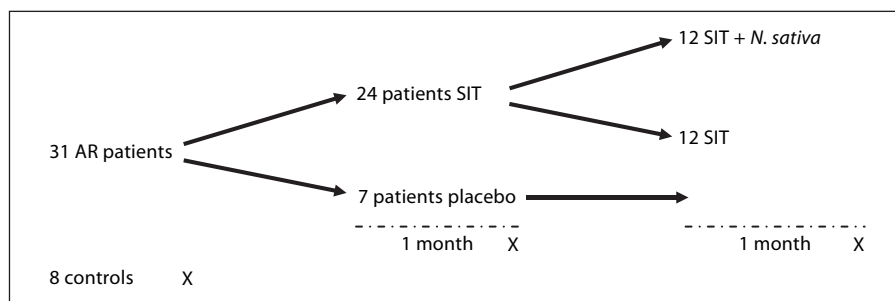 12 SIT + N. sativa
24 patients SIT
12 SIT
31 AR patients
7 patients placebo
1 month X 1 month X
8 controls X